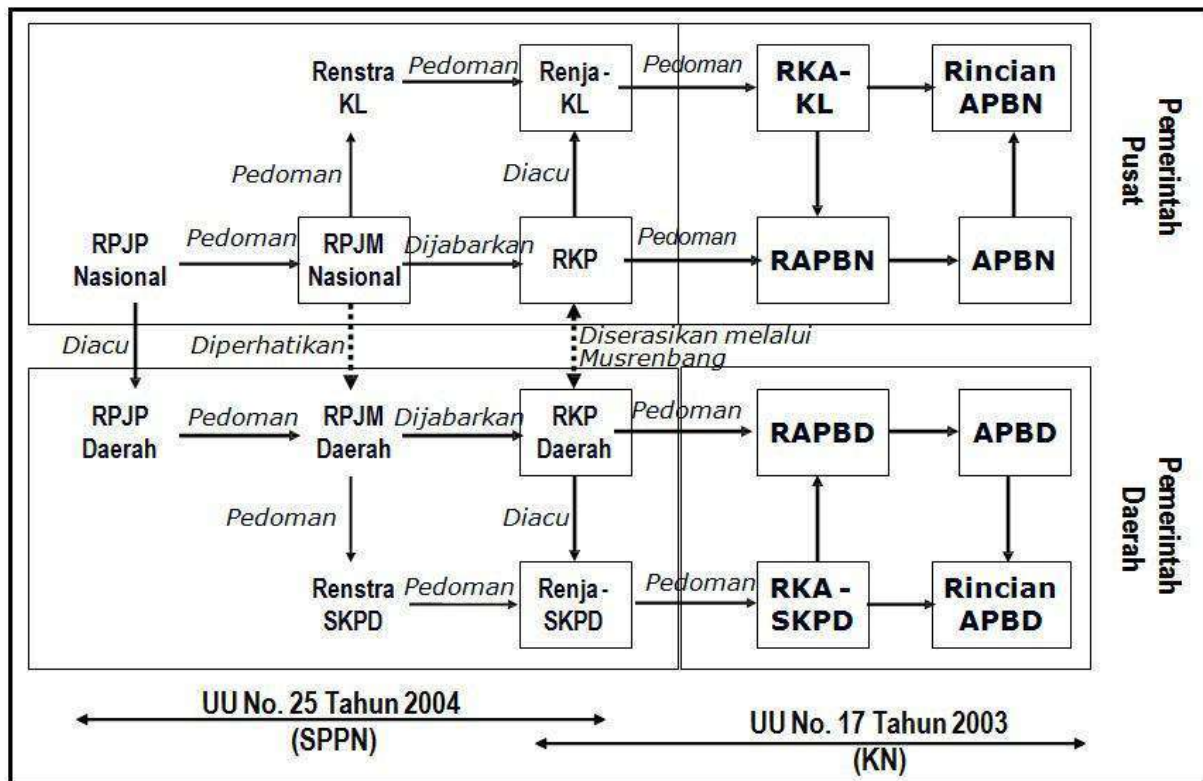 Renstra
KL
Pedoman
Renja -
KL
Pedoman
RKA-
KL
Rincian
APBN
Pemerintah
Pusat
Pedoman
Diacu
RPJP
Nasional
Pedoman
RPJM
Nasional
Dijabarkan
RKP
Pedoman
RAPBN
APBN
Diacu
Diperhatikan
Diserasikan melalui
Musrenbang
RPJP
Daerah
Pedoman
RPJM
Daerah
Dijabarkan
RKP
Daerah
Pedoman
RAPBD
APBD
Pemerintah
Daerah
Pedoman
Diacu
Renstra
SKPD
Pedoman
Renja-
SKPD
Pedoman
RKA -
SKPD
Rincian
APBD
UU No. 25 Tahun 2004
(SPPN)
UU No. 17 Tahun 2003
(KN)